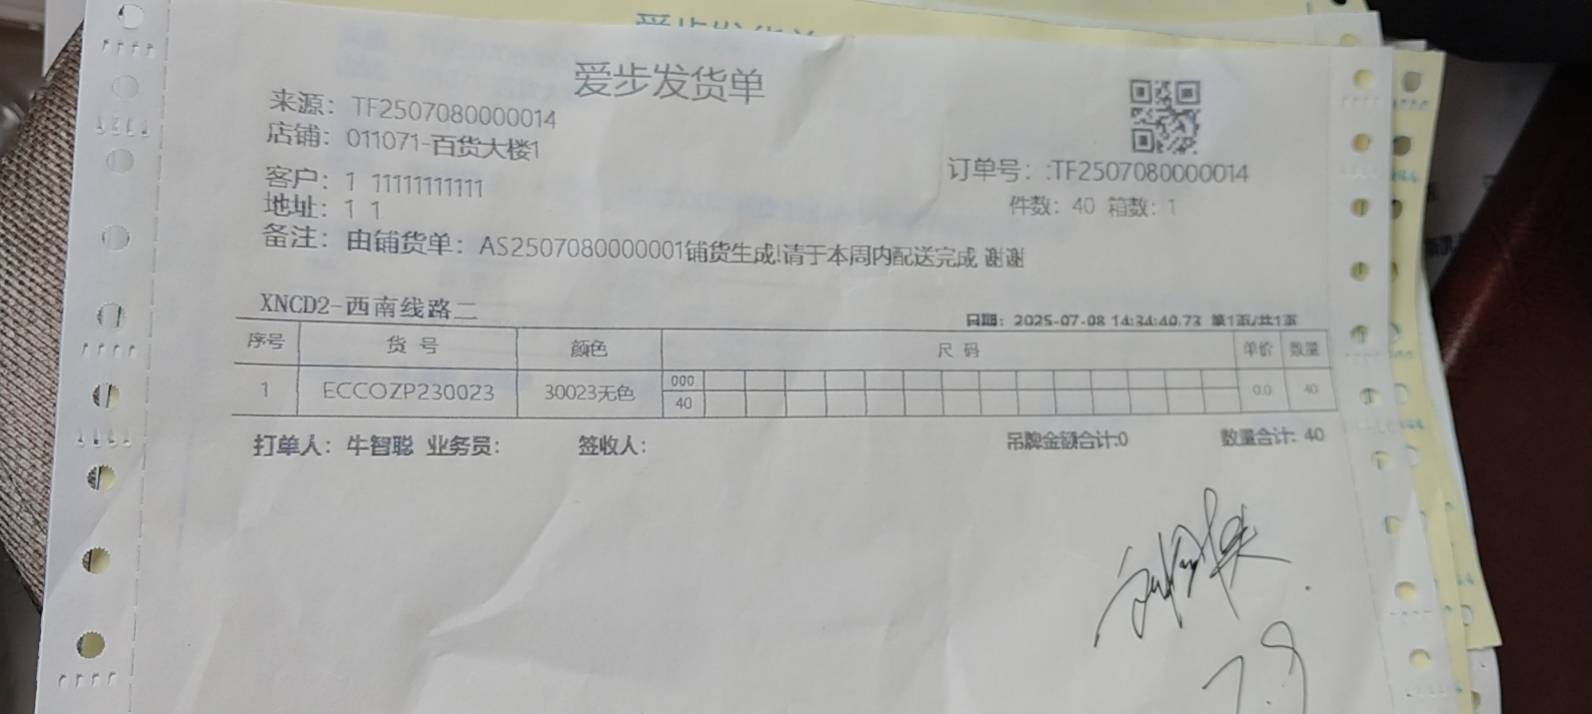 爱步发货单
来源：TF2507080000014
店铺：011071-百货大楼1
订单号：:TF2507080000014
客户：1 11111111111
件数：40 箱数：1
地址：1 1
备注：由铺货单：AS2507080000001铺货生成!请于本周内配送完成 谢谢
XNCD2-西南线路二
日期：2025-07-08 14:34:40.73 第1页/共1页
序号 货 号 颜色 尺 码 单价 数量
1 ECCOZP230023 30023无色 000 0.0 40
40
打单人：牛智聪 业务员： 签收人： 吊牌金额合计:0 数量合计: 40
7.9